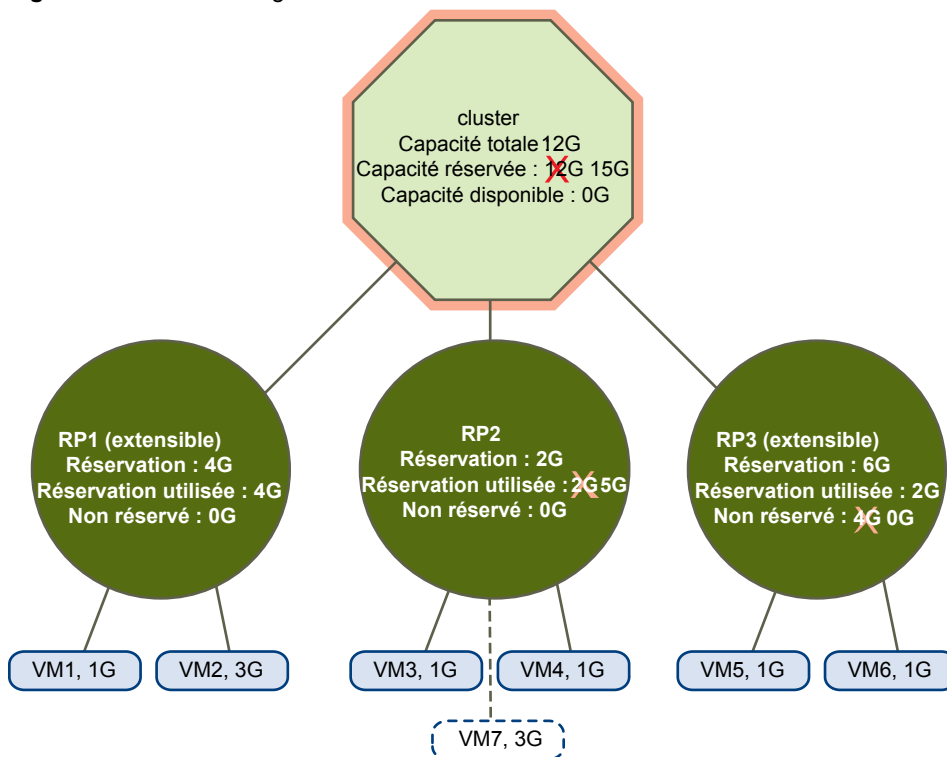 cluster
Capacité totale 12G
Capacité réservée : 12G 15G
Capacité disponible : 0G
RP1 (extensible)
Réservation : 4G
Réservation utilisée : 4G
Non réservé : 0G
RP2
Réservation : 2G
Réservation utilisée : 2G 5G
Non réservé : 0G
RP3 (extensible)
Réservation : 6G
Réservation utilisée : 2G
Non réservé : 4G 0G
VM1, 1G
VM2, 3G
VM3, 1G
VM4, 1G
VM5, 1G
VM6, 1G
VM7, 3G